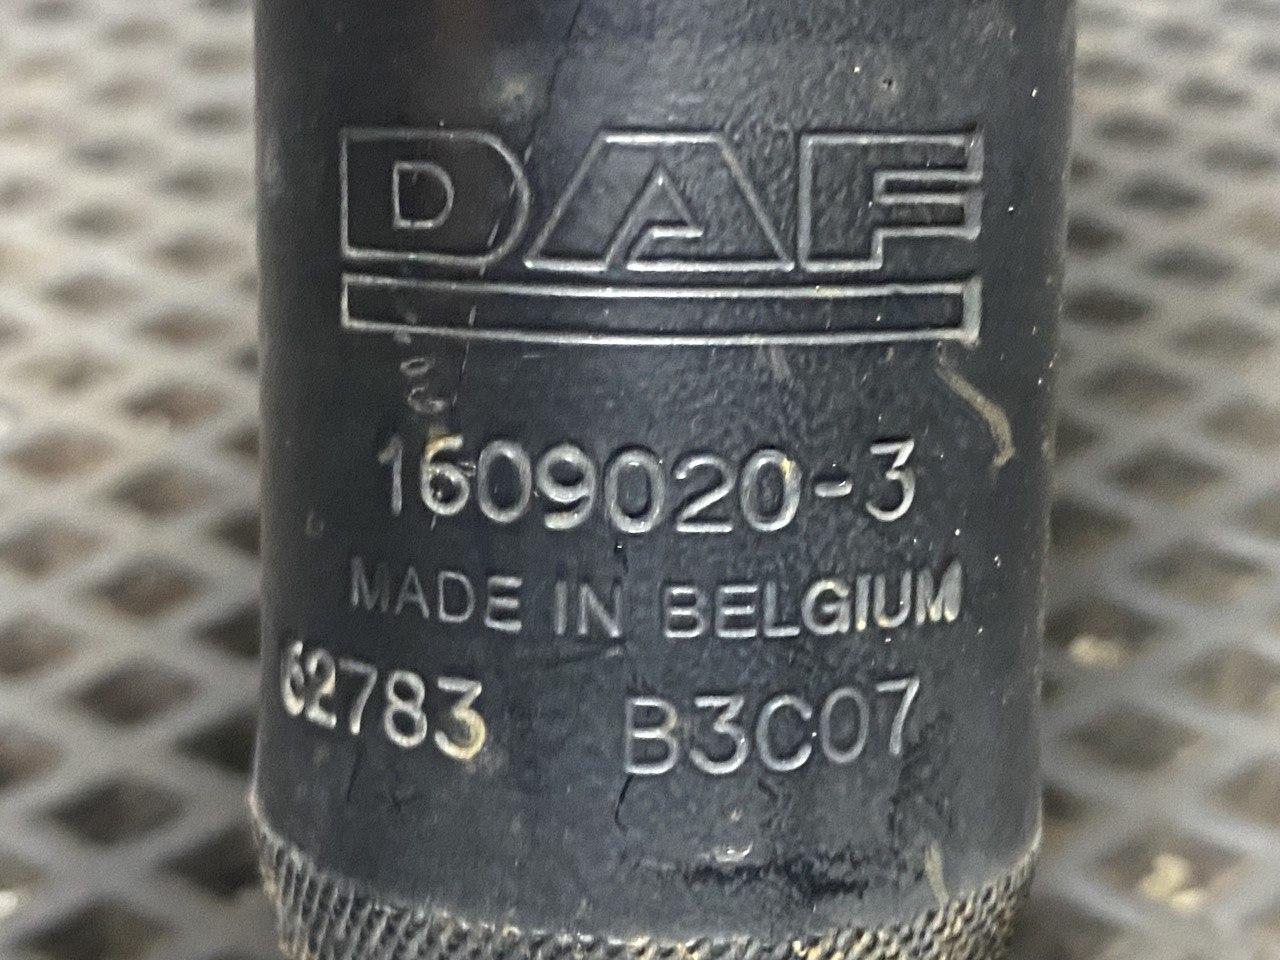 DAF
1609020-3
MADE IN BELGIUM
62783 B3C07